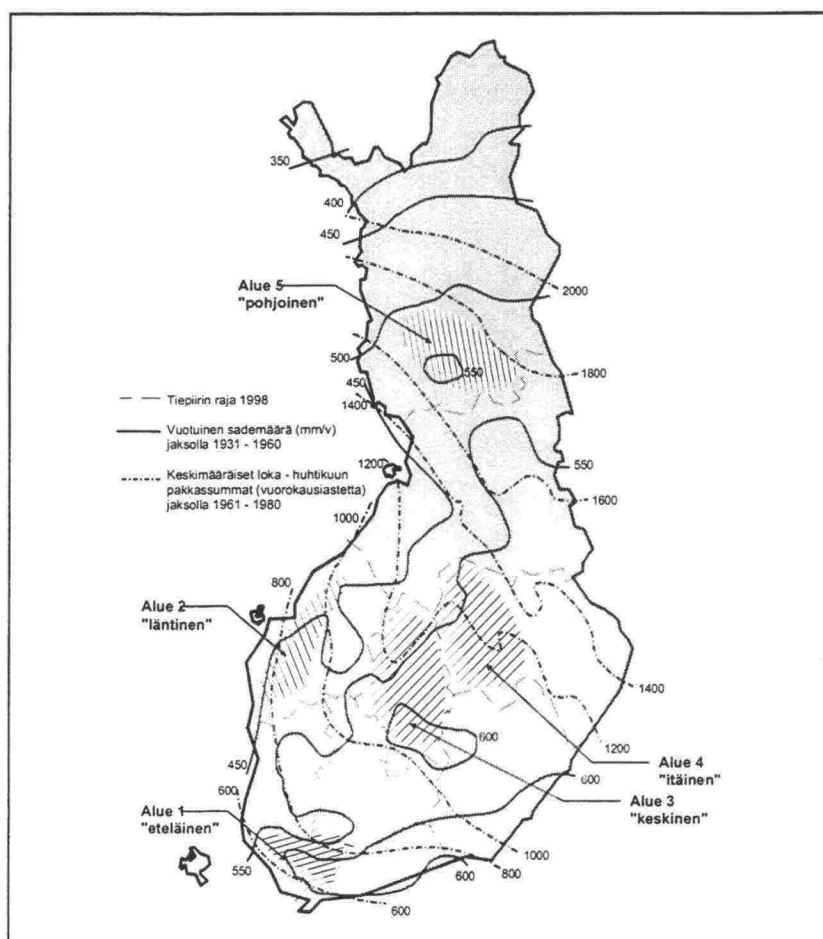 350
400
450
Alue 5
"pohjoinen"
2000
500
550
1800
450
1400
Tiepiirin raja 1998
Vuotuinen sademäärä (mm/v)
jaksolla 1931 - 1960
1200
550
Keskimääräiset loka - huhtikuun
pakkassummat (vuorokausiastetta)
jaksolla 1961 - 1980
1600
1000
800
Alue 2
"läntinen"
1400
600
1200
450
600
Alue 4
"itäinen"
600
Alue 3
"keskinen"
Alue 1
"eteläinen"
1000
550
600
800
600